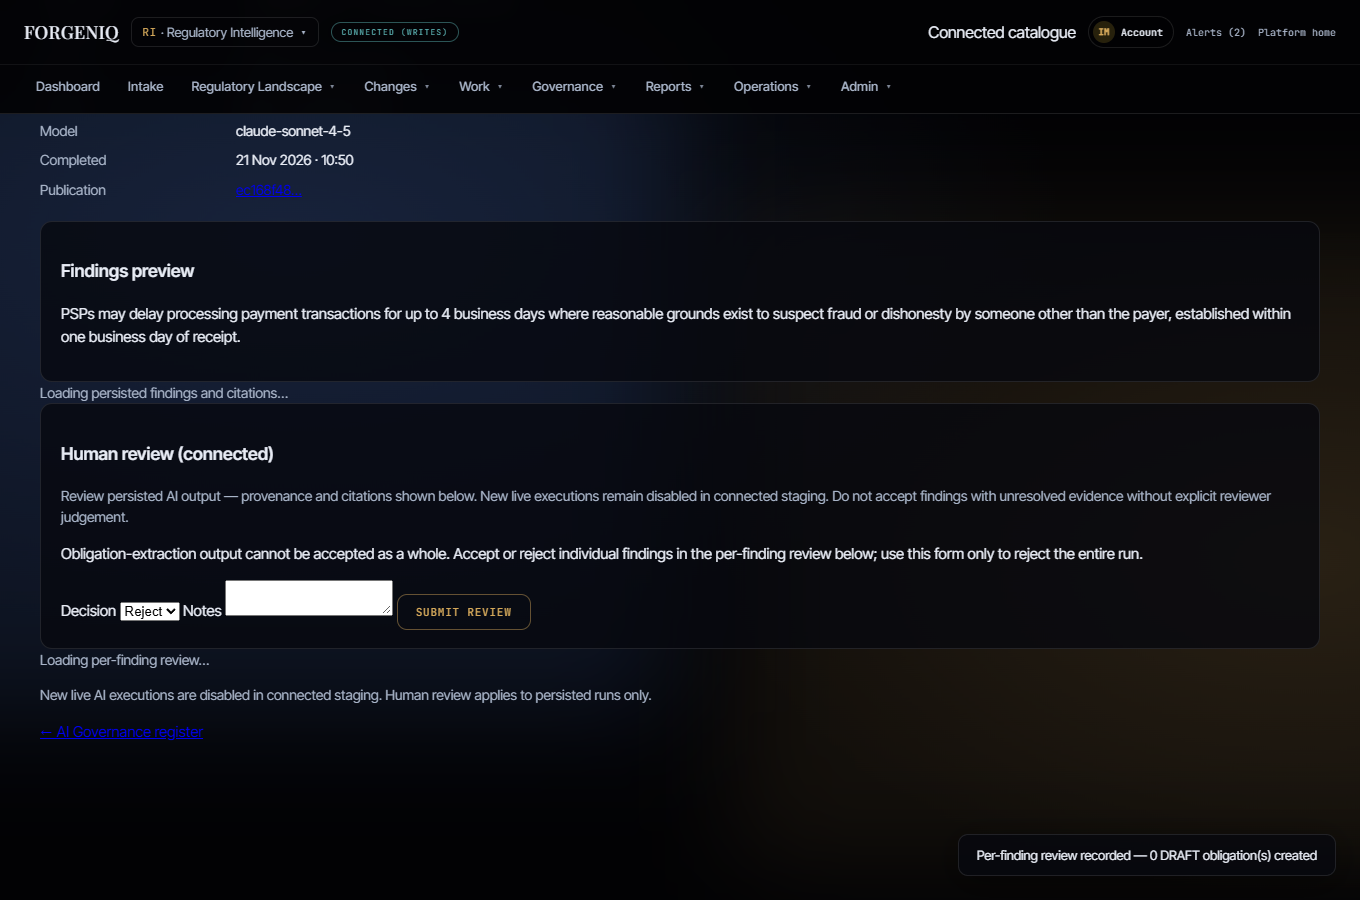 FORGENIQ
RI · Regulatory Intelligence
CONNECTED (WRITES)
Connected catalogue
IM Account
Alerts (2)
Platform home
Dashboard
Intake
Regulatory Landscape
Changes
Work
Governance
Reports
Operations
Admin
Model claude-sonnet-4-5
Completed 21 Nov 2026 · 10:50
Publication
Findings preview
PSPs may delay processing payment transactions for up to 4 business days where reasonable grounds exist to suspect fraud or dishonesty by someone other than the payer, established within
one business day of receipt.
Loading persisted findings and citations...
Human review (connected)
Review persisted AI output — provenance and citations shown below. New live executions remain disabled in connected staging. Do not accept findings with unresolved evidence without explicit reviewer
judgement.
Obligation-extraction output cannot be accepted as a whole. Accept or reject individual findings in the per-finding review below; use this form only to reject the entire run.
Decision Reject Notes SUBMIT REVIEW
Loading per-finding review...
New live AI executions are disabled in connected staging. Human review applies to persisted runs only.
← AI Governance register
Per-finding review recorded — 0 DRAFT obligation(s) created